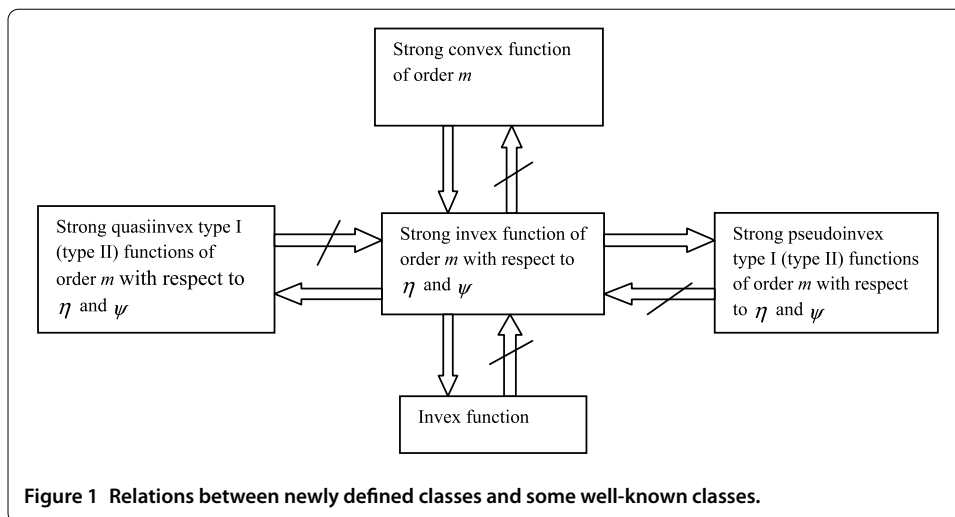 Strong convex function
of order m
Strong quasiinvex type I
(type II) functions of
order m with respect to
η and ψ
Strong invex function of
order m with respect to
η and ψ
Strong pseudoinvex
type I (type II) functions
of order m with respect
to η and ψ
Invex function
Figure 1 Relations between newly defined classes and some well-known classes.